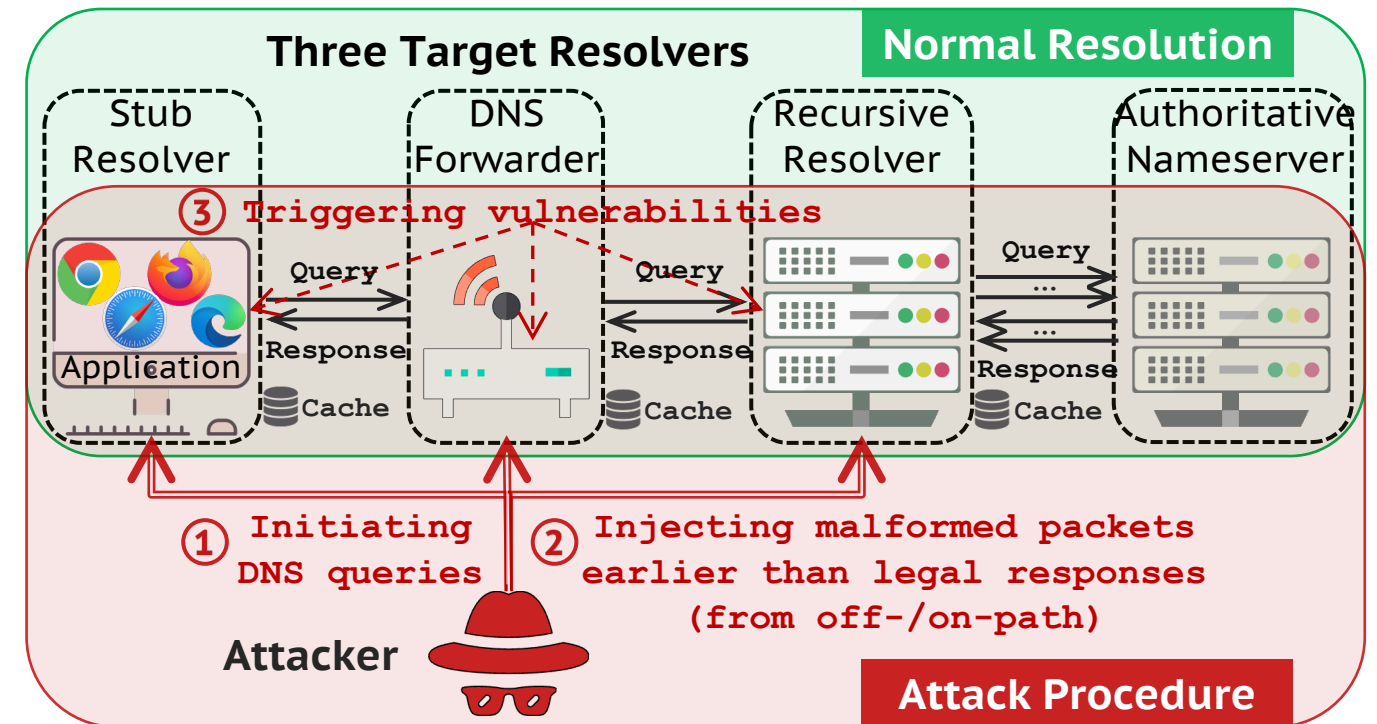 Three Target Resolvers
Normal Resolution
Stub
Resolver
DNS
Forwarder
Recursive
Resolver
Authoritative
Nameserver
③ Triggering vulnerabilities
Query
Query
Query
...
...
Response
Response
Response
Application
Cache
Cache
Cache
① Initiating
DNS queries
② Injecting malformed packets
earlier than legal responses
(from off-/on-path)
Attacker
Attack Procedure